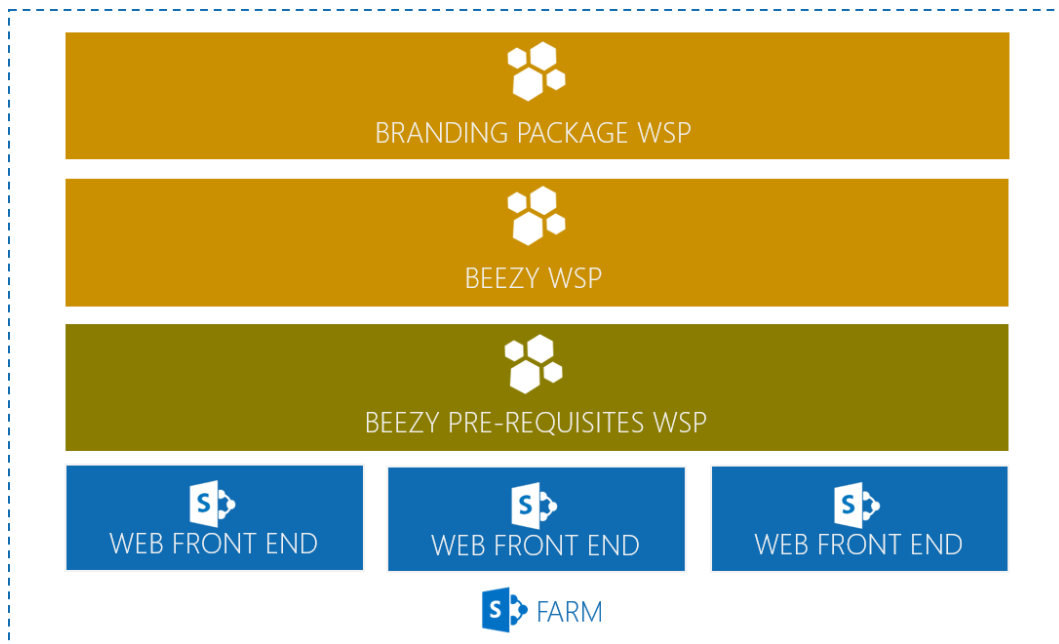 BRANDING PACKAGE WSP
BEEZY WSP
BEEZY PRE-REQUISITES WSP
S WEB FRONT END
S WEB FRONT END
S WEB FRONT END
S FARM